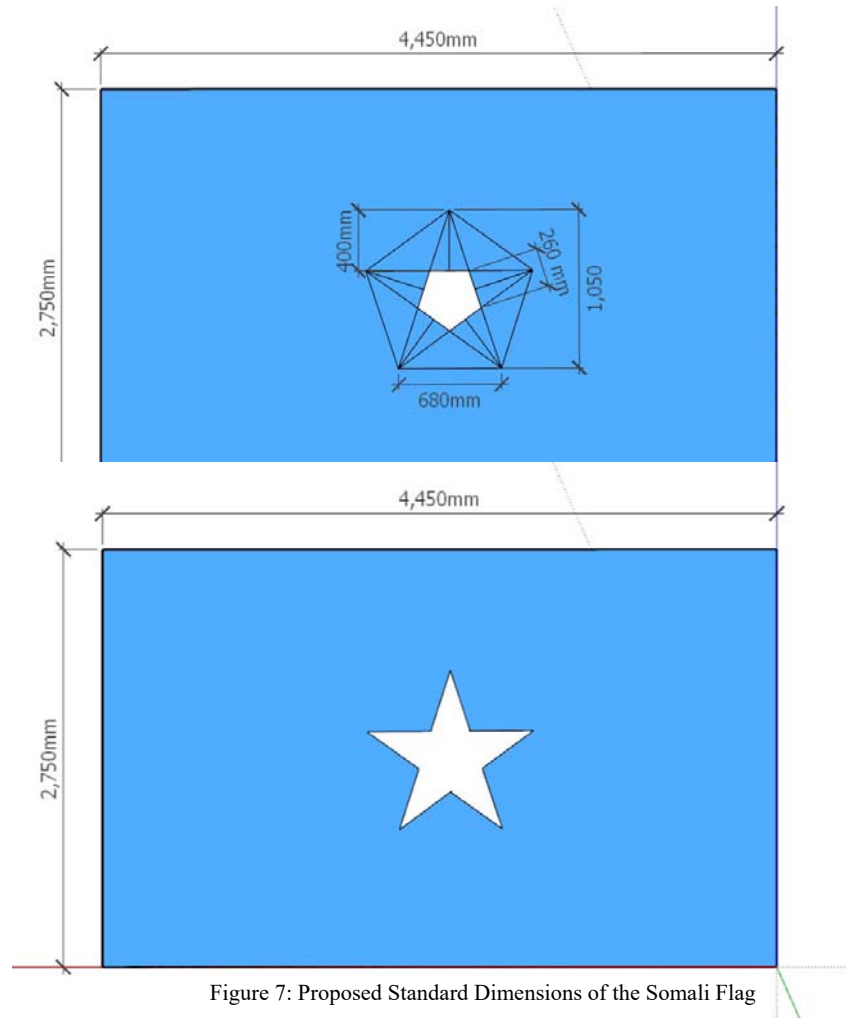 4,450mm
2,750mm
400mm
260 mm
1,050
680mm
4,450mm
2,750mm
Figure 7: Proposed Standard Dimensions of the Somali Flag